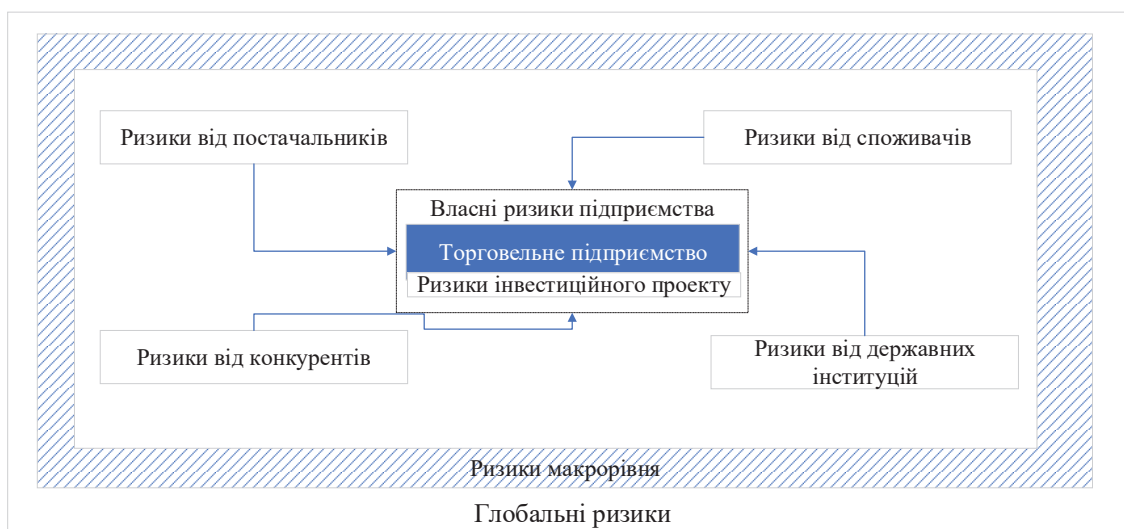 Ризики від постачальників
Ризики від споживачів
Власні ризики підприємства
Торговельне підприємство
Ризики інвестиційного проекту
Ризики від конкурентів
Ризики від державних
інституцій
Ризики макрорівня
Глобальні ризики